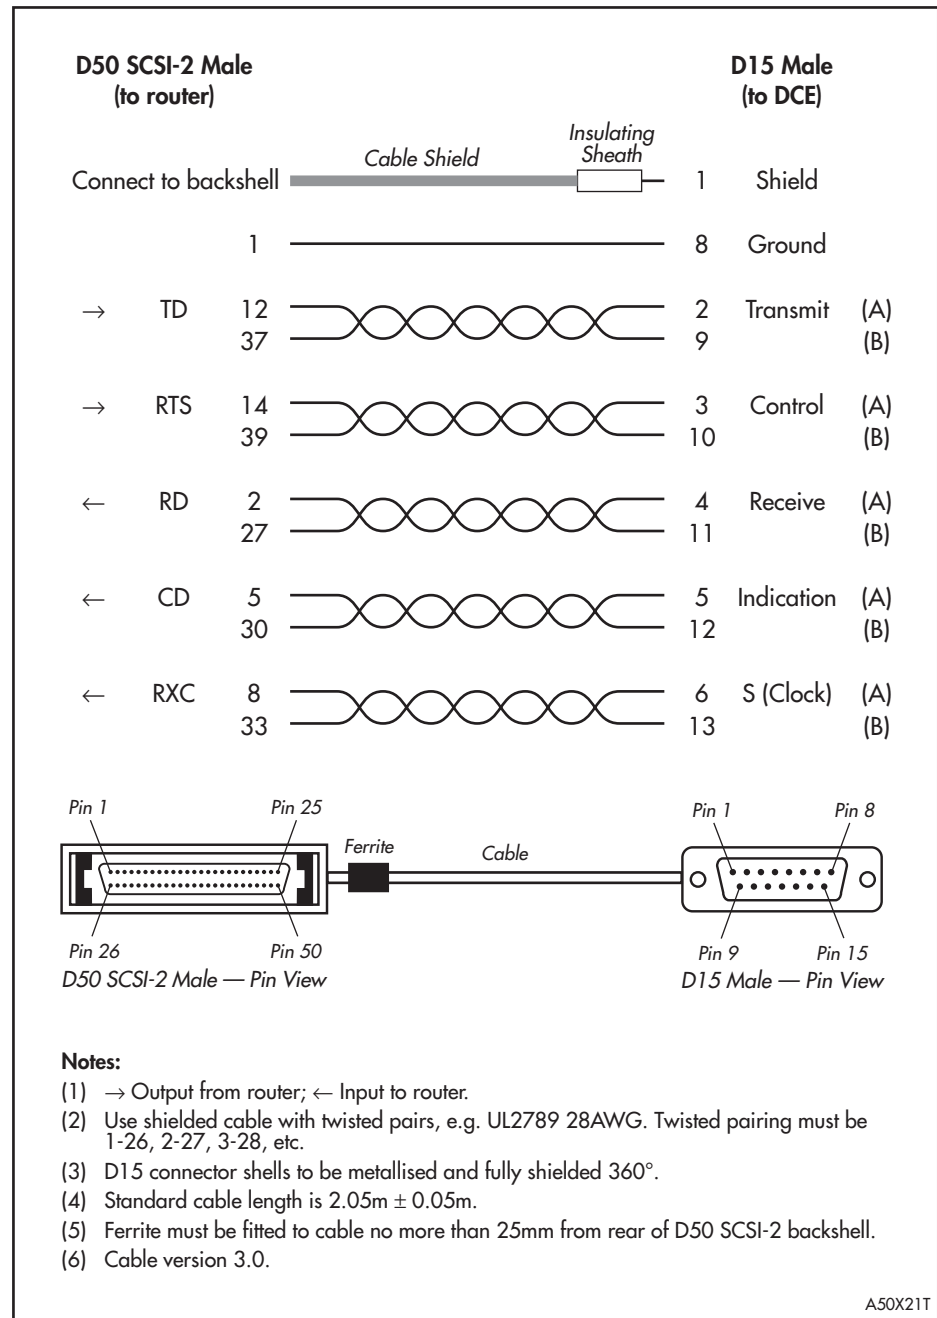 D50 SCSI-2 Male D15 Male
(to router) (to DCE)
Cable Shield Insulating Sheath
Connect to backshell 1 Shield
1 8 Ground
→ TD 12 2 Transmit (A)
37 9 (B)
→ RTS 14 3 Control (A)
39 10 (B)
← RD 2 4 Receive (A)
27 11 (B)
← CD 5 5 Indication (A)
30 12 (B)
← RXC 8 6 S (Clock) (A)
33 13 (B)
Pin 1 Pin 25 Pin 1 Pin 8
Ferrite Cable
Pin 26 Pin 50 Pin 9 Pin 15
D50 SCSI-2 Male — Pin View D15 Male — Pin View
Notes:
(1) → Output from router; ← Input to router.
(2) Use shielded cable with twisted pairs, e.g. UL2789 28AWG. Twisted pairing must be
1-26, 2-27, 3-28, etc.
(3) D15 connector shells to be metallised and fully shielded 360°.
(4) Standard cable length is 2.05m ± 0.05m.
(5) Ferrite must be fitted to cable no more than 25mm from rear of D50 SCSI-2 backshell.
(6) Cable version 3.0.
A50X21T